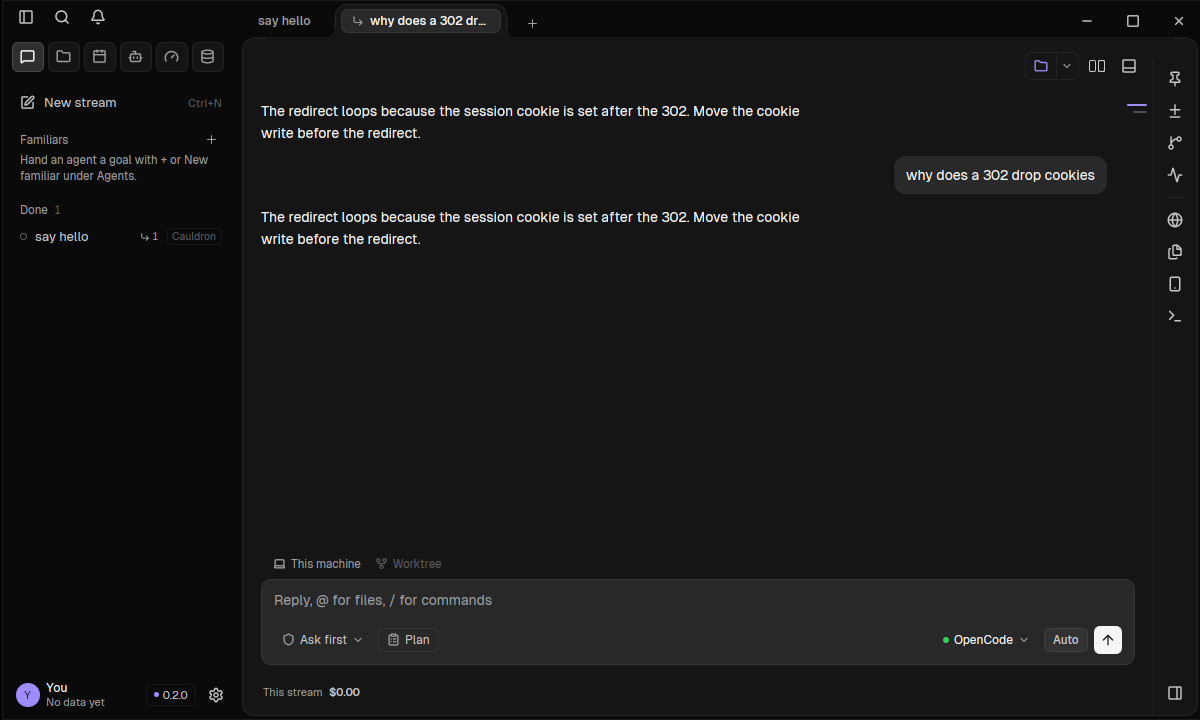 say hello
why does a 302 dr...
New stream
Ctrl+N
Familiars
Hand an agent a goal with + or New
familiar under Agents.
Done 1
say hello
1
Cauldron
The redirect loops because the session cookie is set after the 302. Move the cookie
write before the redirect.
why does a 302 drop cookies
The redirect loops because the session cookie is set after the 302. Move the cookie
write before the redirect.
This machine
Worktree
Reply, @ for files, / for commands
Ask first
Plan
OpenCode
Auto
This stream $0.00
Y
You
No data yet
0.2.0